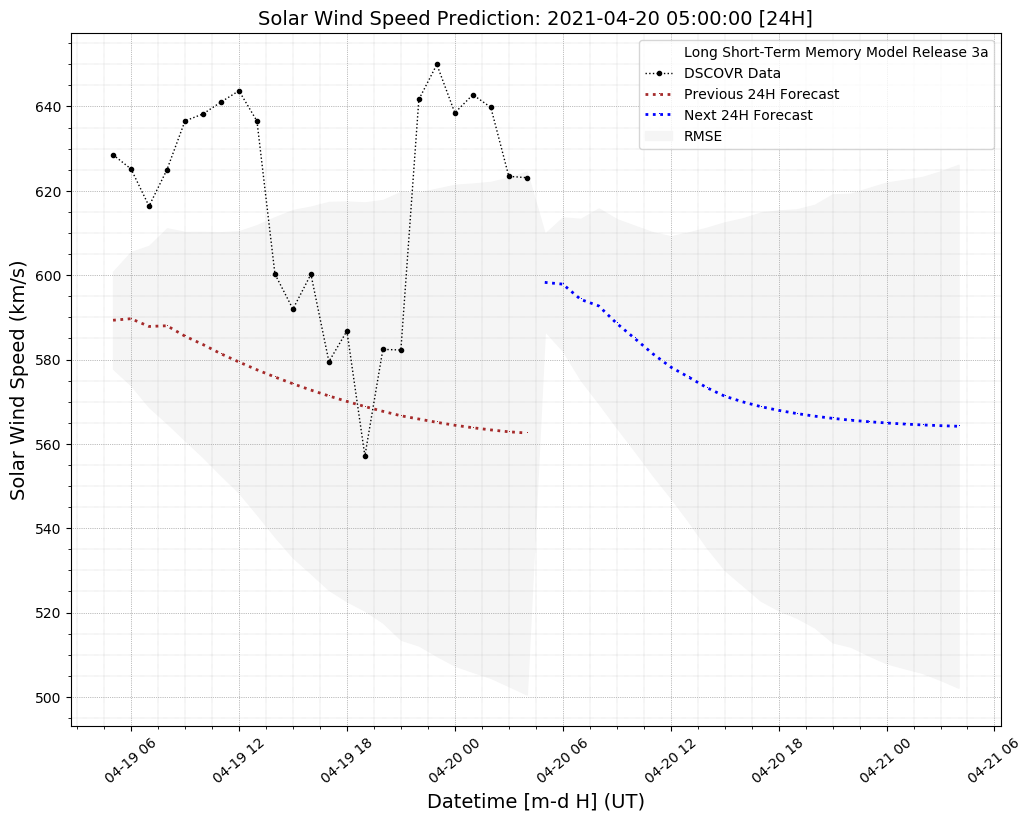 Solar Wind Speed Prediction: 2021-04-20 05:00:00 [24H]
Long Short-Term Memory Model Release 3a
DSCOVR Data
Previous 24H Forecast
Next 24H Forecast
RMSE
Solar Wind Speed (km/s)
640
620
600
580
560
540
520
500
04-19 06
04-19 12
04-19 18
04-20 00
04-20 06
04-20 12
04-20 18
04-21 00
04-21 06
Datetime [m-d H] (UT)